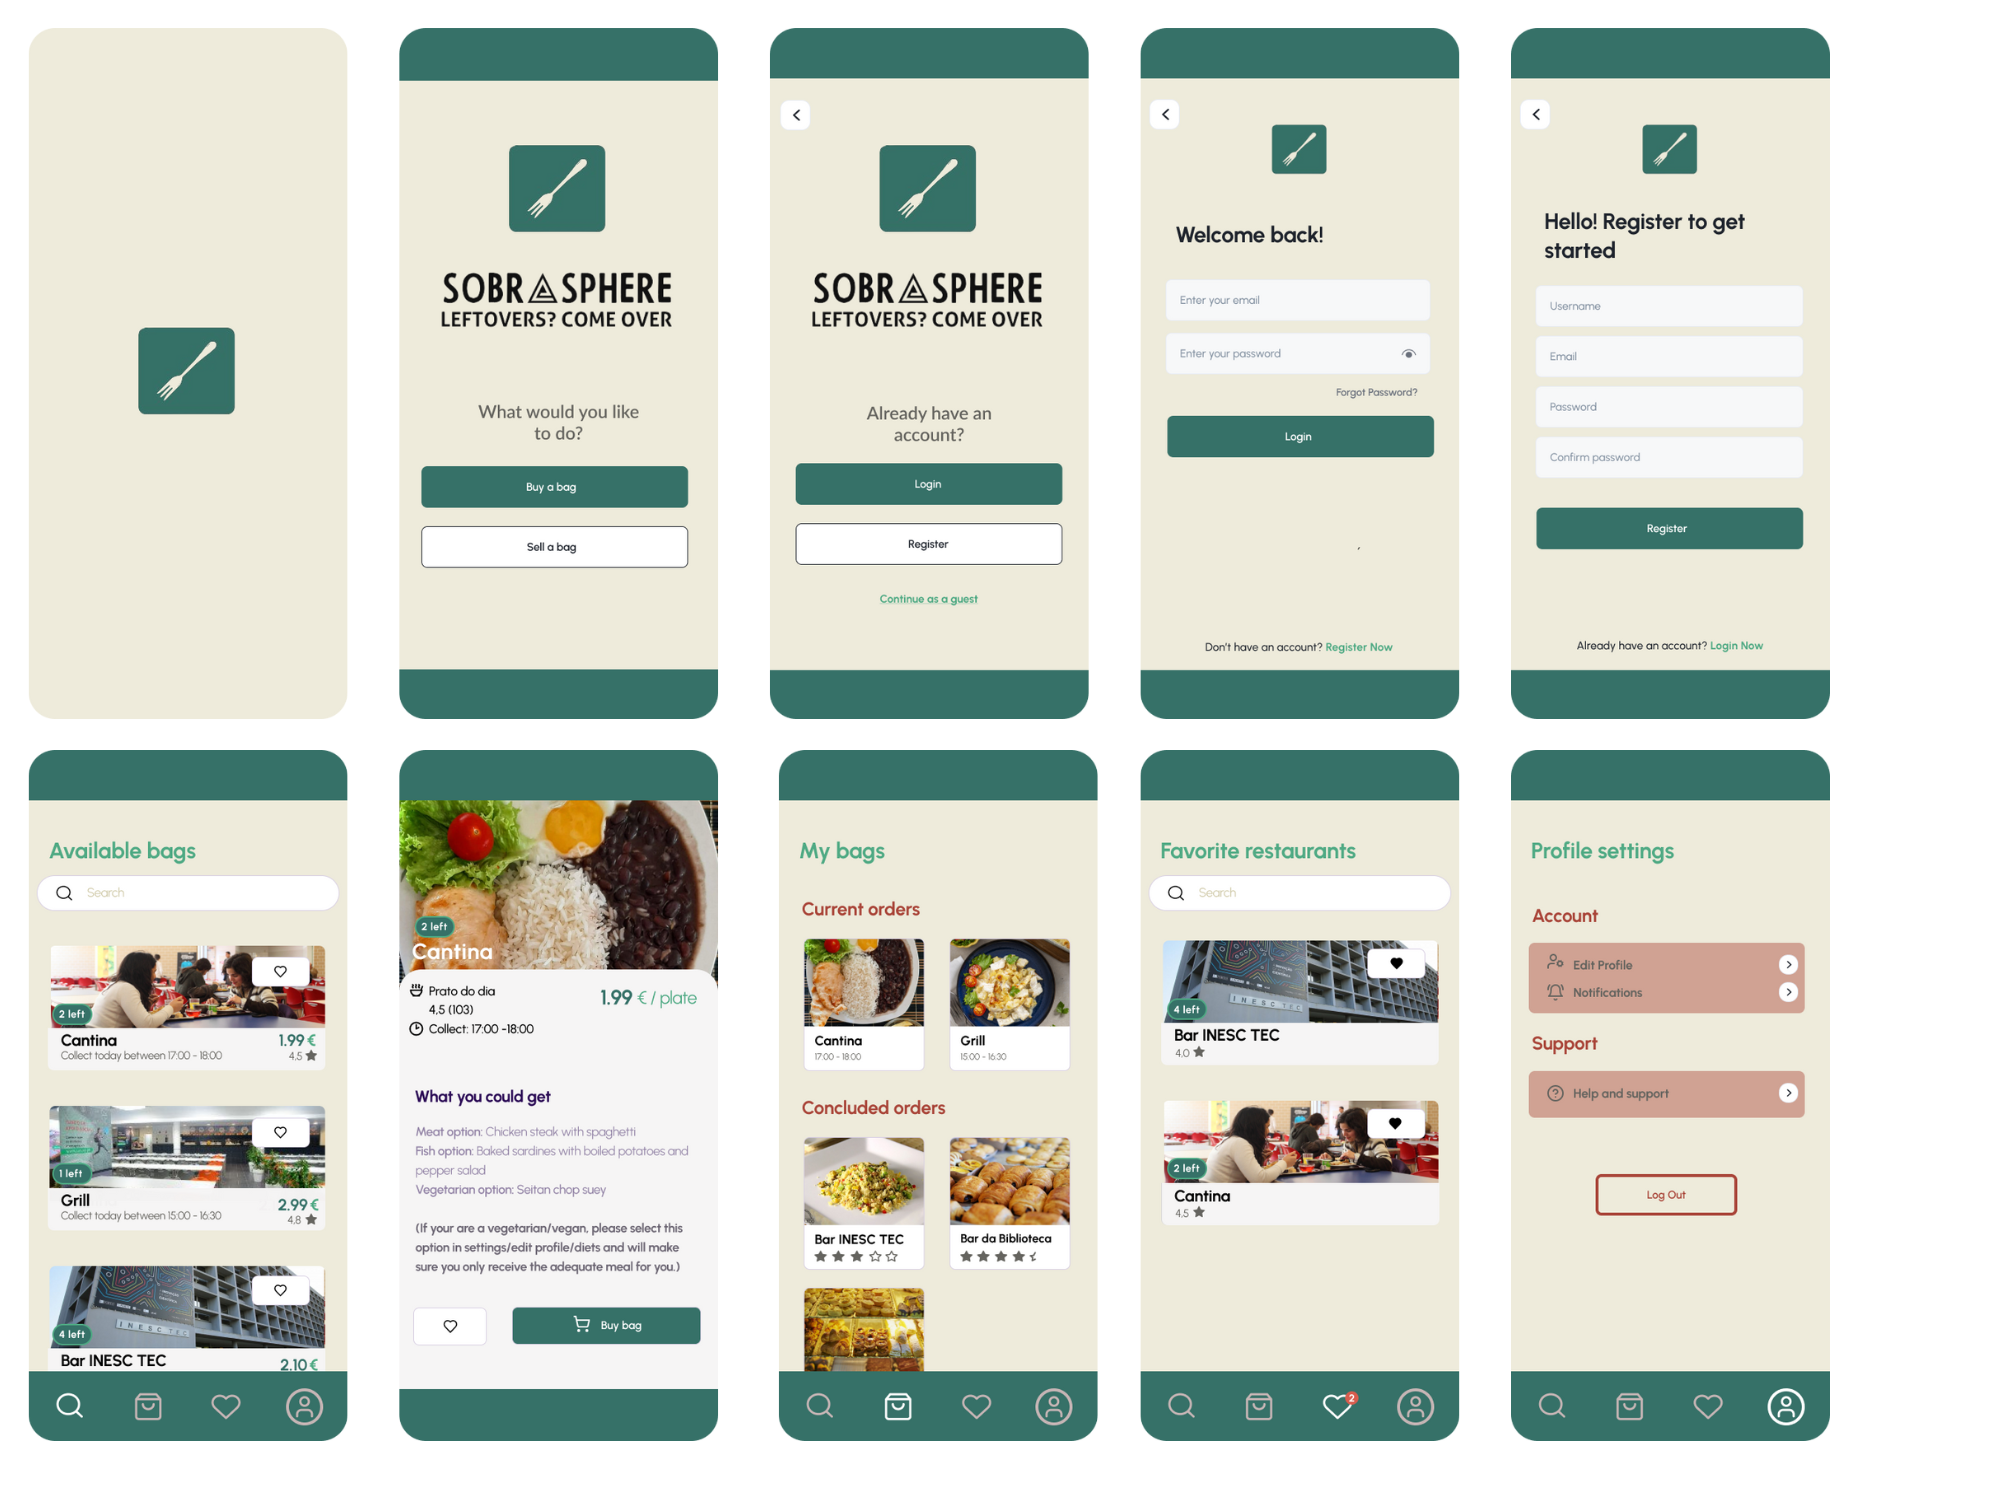 SOBRASPHERE
LEFTOVERS? COME OVER
What would you like
to do?
Buy a bag
Sell a bag
SOBRASPHERE
LEFTOVERS? COME OVER
Already have an
account?
Login
Register
Continue as a guest
Welcome back!
Enter your email
Enter your password
Forgot Password?
Login
Don't have an account? Register Now
Hello! Register to get
started
Username
Email
Password
Confirm password
Register
Already have an account? Login Now
Available bags
Search
2 left
Cantina
1.99 €
Collect today between 17:00 - 18:00
4.5
1 left
Grill
2.99 €
Collect today between 15:00 - 16:30
4.8
INESC TEC
4 left
Bar INESC TEC
2.10 €
2 left
Cantina
Prato do dia
1.99 € / plate
4.5 (103)
Collect: 17:00 -18:00
What you could get
Meat option: Chicken steak with spaghetti
Fish option: Baked sardines with boiled potatoes and
pepper salad
Vegetarian option: Seitan chop suey
(If your are a vegetarian/vegan, please select this
option in settings/edit profile/diets and will make
sure you only receive the adequate meal for you.)
Buy bag
My bags
Current orders
Cantina
17:00 - 18:00
Grill
15:00 - 16:30
Concluded orders
Bar INESC TEC
Bar da Biblioteca
Favorite restaurants
Search
INESC TEC
4 left
Bar INESC TEC
4.0
2 left
Cantina
4.5
2
Profile settings
Account
Edit Profile
Notifications
Support
Help and support
Log Out